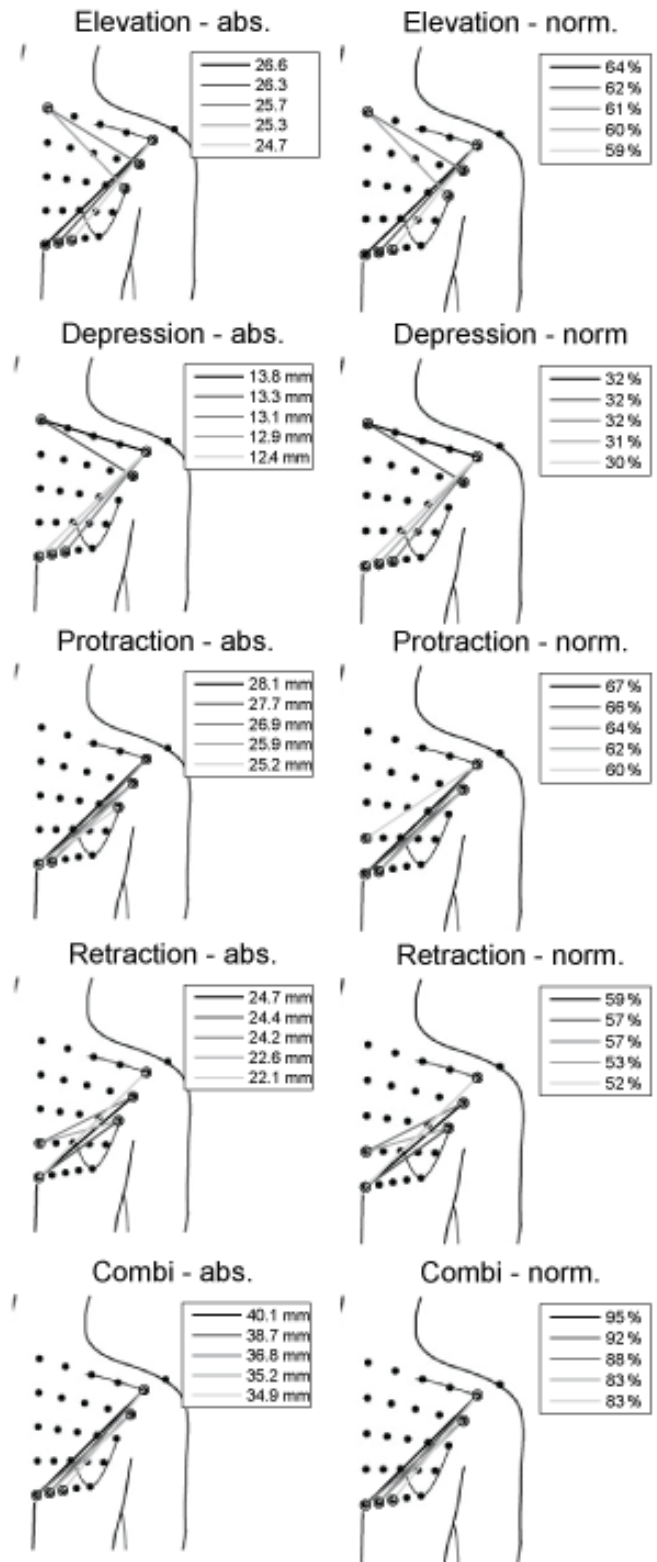 Elevation - abs.
26.6
26.3
25.7
25.3
24.7
Elevation - norm.
64 %
62 %
61 %
60 %
59 %
Depression - abs.
13.8 mm
13.3 mm
13.1 mm
12.9 mm
12.4 mm
Depression - norm
32 %
32 %
32 %
31 %
30 %
Protraction - abs.
28.1 mm
27.7 mm
26.9 mm
25.9 mm
25.2 mm
Protraction - norm.
67 %
66 %
64 %
62 %
60 %
Retraction - abs.
24.7 mm
24.4 mm
24.2 mm
22.6 mm
22.1 mm
Retraction - norm.
59 %
57 %
57 %
53 %
52 %
Combi - abs.
40.1 mm
38.7 mm
36.8 mm
35.2 mm
34.9 mm
Combi - norm.
95 %
92 %
88 %
83 %
83 %